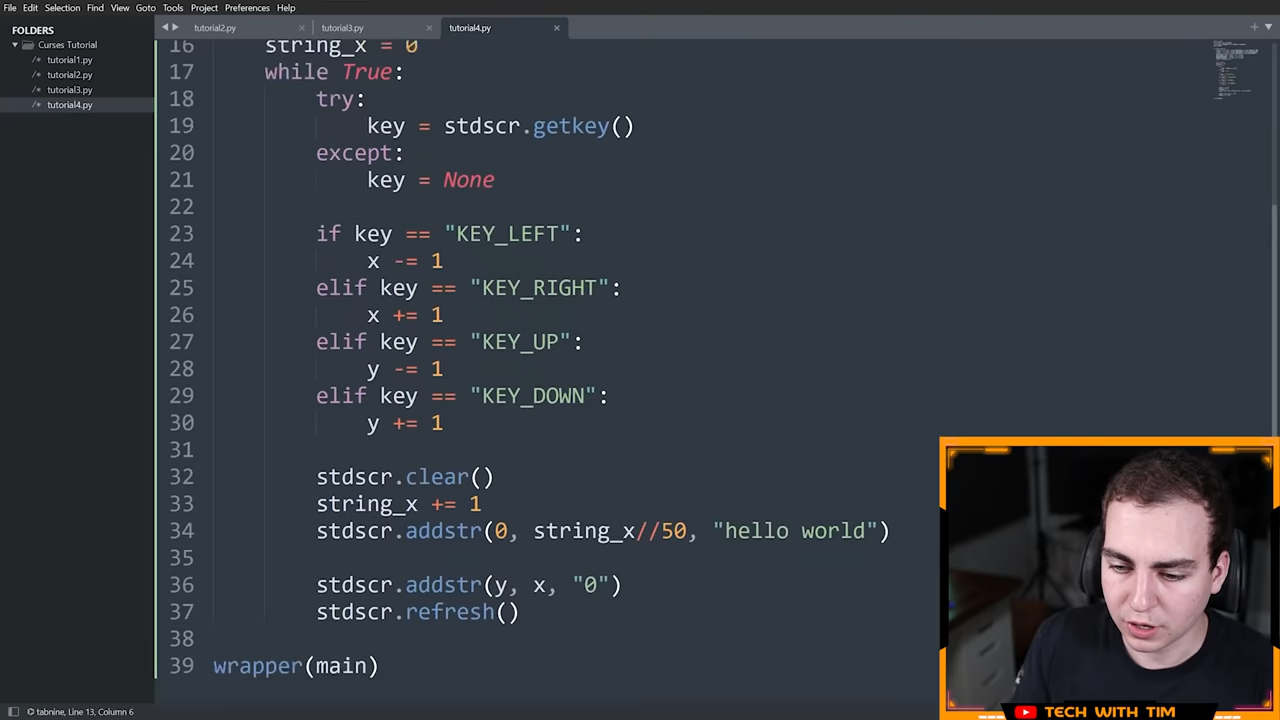 File Edit Selection Find View Goto Tools Project Preferences Help
FOLDERS
Curses Tutorial
tutorial1.py
tutorial2.py
tutorial3.py
tutorial4.py
tutorial2.py tutorial3.py tutorial4.py
16 string_x = 0
17 while True:
18 try:
19 key = stdscr.getkey()
20 except:
21 key = None
22
23 if key == "KEY_LEFT":
24 x -= 1
25 elif key == "KEY_RIGHT":
26 x += 1
27 elif key == "KEY_UP":
28 y -= 1
29 elif key == "KEY_DOWN":
30 y += 1
31
32 stdscr.clear()
33 string_x += 1
34 stdscr.addstr(0, string_x//50, "hello world")
35
36 stdscr.addstr(y, x, "0")
37 stdscr.refresh()
38
39 wrapper(main)
tabnine, Line 13, Column 6
TECH WITH TIM